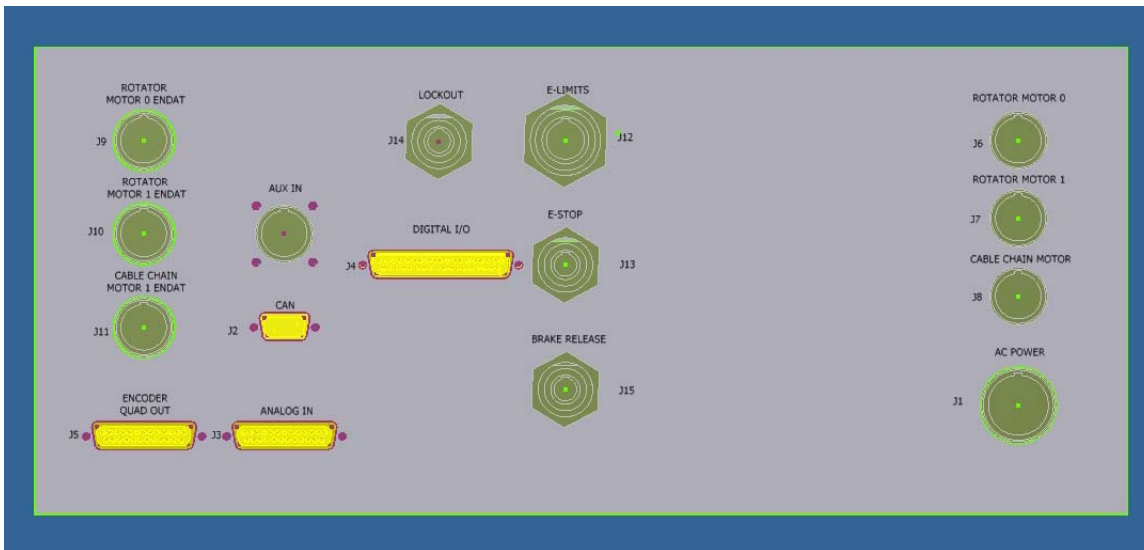 ROTATOR
MOTOR 0 ENDAT
J9
ROTATOR
MOTOR 1 ENDAT
J10
CABLE CHAIN
MOTOR 1 ENDAT
J11
AUX IN
CAN
J2
ENCODER
QUAD OUT
J5
ANALOG IN
J3
LOCKOUT
J14
DIGITAL I/O
J4
E-LIMITS
J12
E-STOP
J13
BRAKE RELEASE
J15
ROTATOR MOTOR 0
J6
ROTATOR MOTOR 1
J7
CABLE CHAIN MOTOR
J8
AC POWER
J1